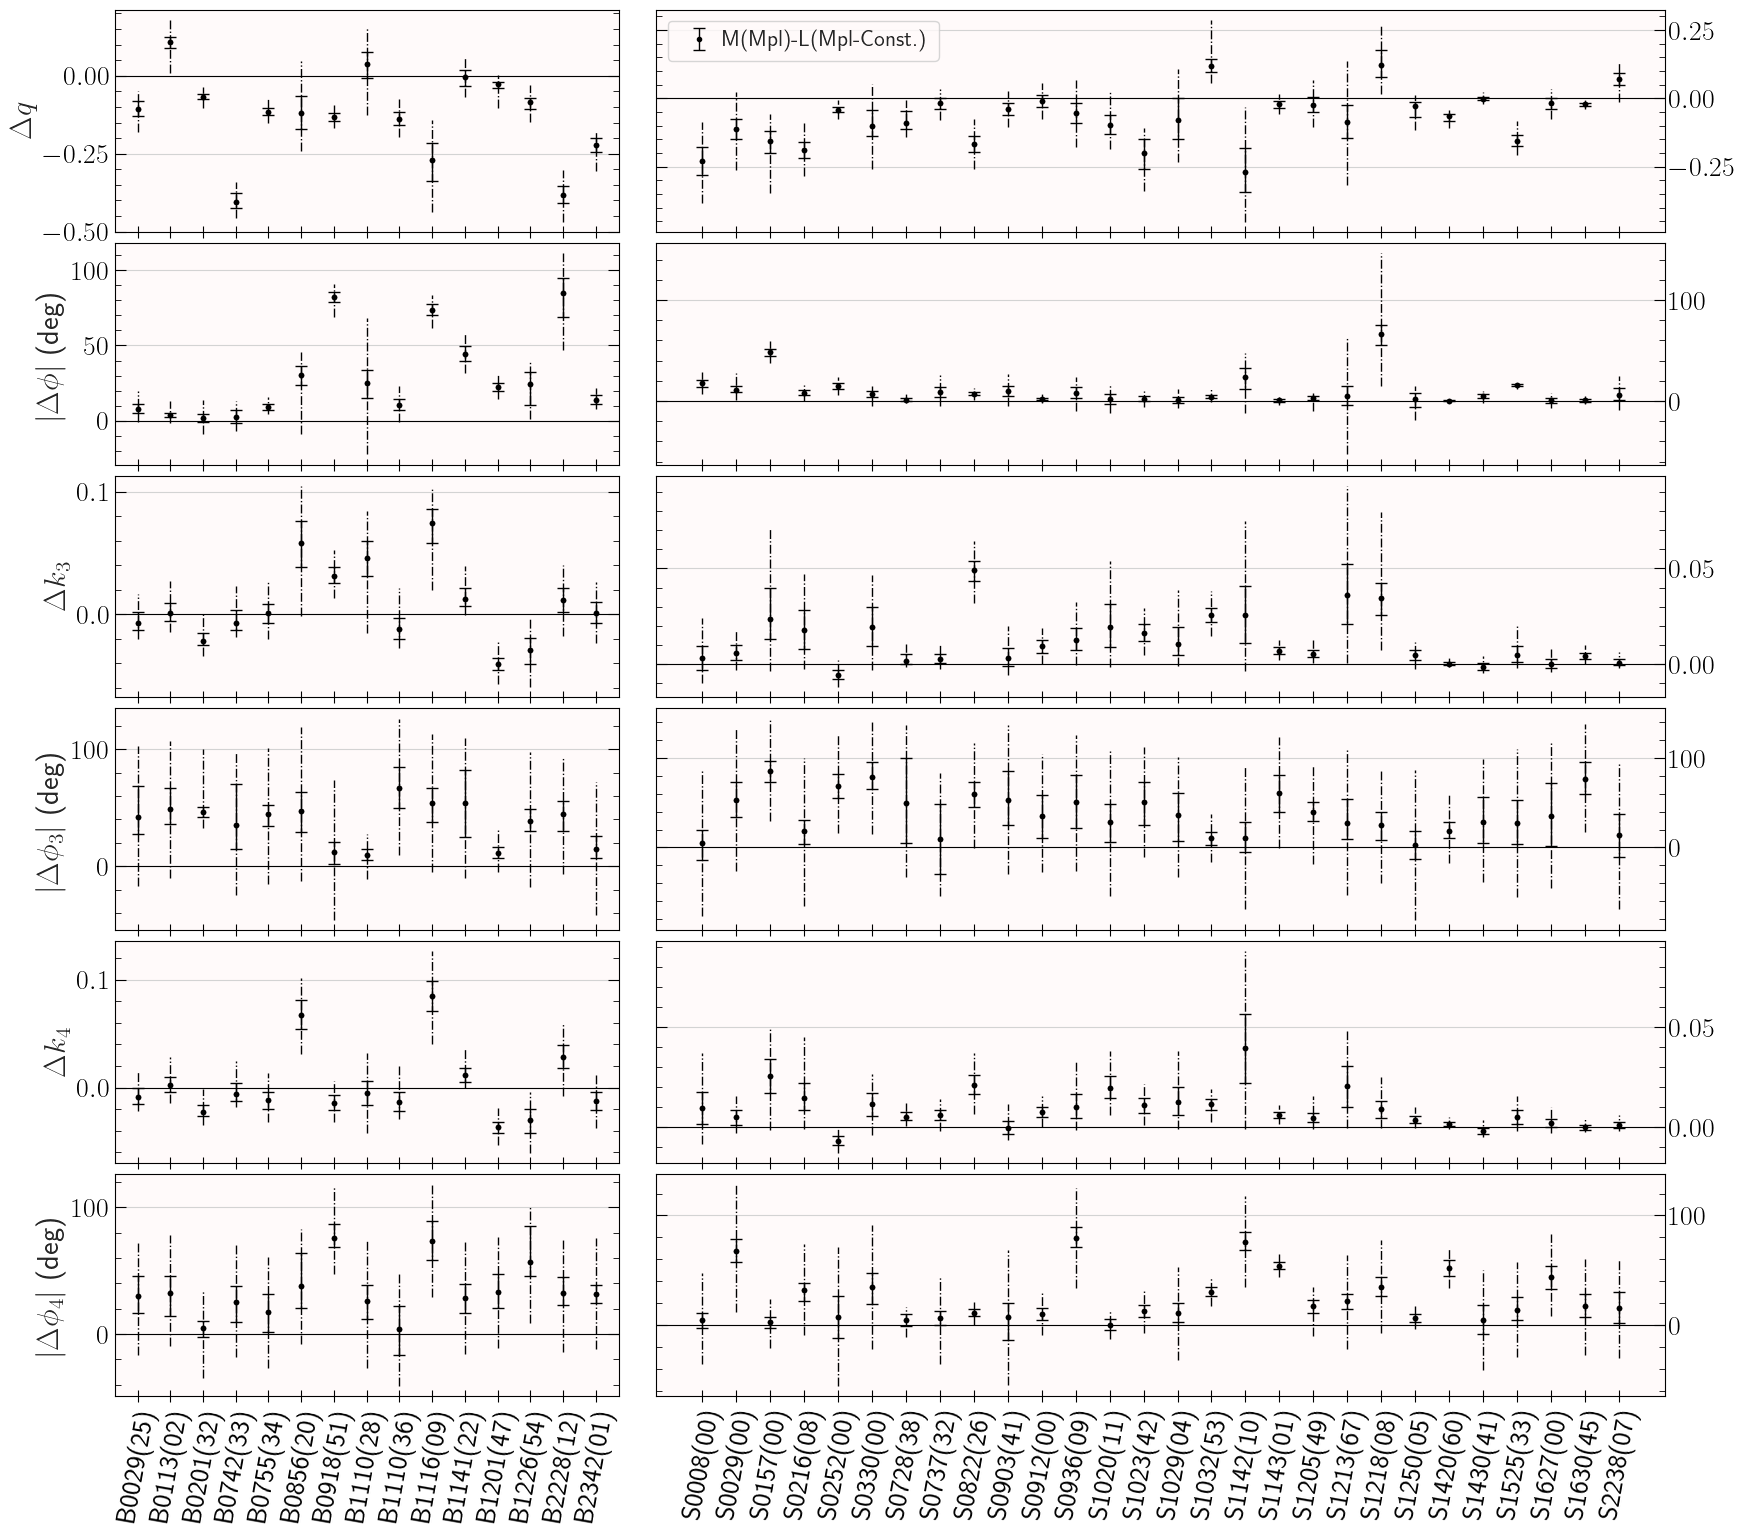 M(Mpl)-L(Mpl-Const.)
0.00
−0.25
−0.50
Δq
0.25
0.00
−0.25
100
50
0
|Δϕ| (deg)
100
0
0.1
0.0
Δk₃
0.05
0.00
100
0
|Δϕ₃| (deg)
100
0
0.1
0.0
Δk₄
0.05
0.00
100
0
|Δϕ₄| (deg)
100
0
B0029(25)
B0113(02)
B0201(32)
B0742(33)
B0755(34)
B0856(20)
B0918(51)
B1110(28)
B1110(36)
B1116(09)
B1141(22)
B1201(47)
B1226(54)
B2228(12)
B2342(01)
S0008(00)
S0029(00)
S0157(00)
S0216(08)
S0252(00)
S0330(00)
S0728(38)
S0737(32)
S0822(26)
S0903(41)
S0912(00)
S0936(09)
S1020(11)
S1023(42)
S1029(04)
S1032(53)
S1142(10)
S1143(01)
S1205(49)
S1213(67)
S1218(08)
S1250(05)
S1420(60)
S1430(41)
S1525(33)
S1627(00)
S1630(45)
S2238(07)